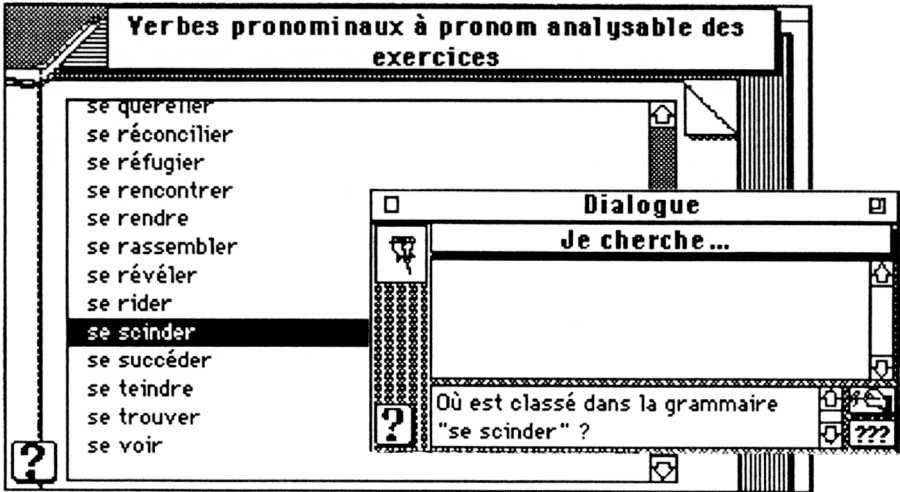 Verbes pronominaux à pronom analysable des
exercices
se quereller
se réconcilier
se réfugier
se rencontrer
se rendre
se rassembler
se révéler
se rider
se scinder
se succéder
se teindre
se trouver
se voir
?
Dialogue
Je cherche...
Où est classé dans la grammaire
"se scinder" ?
?
???